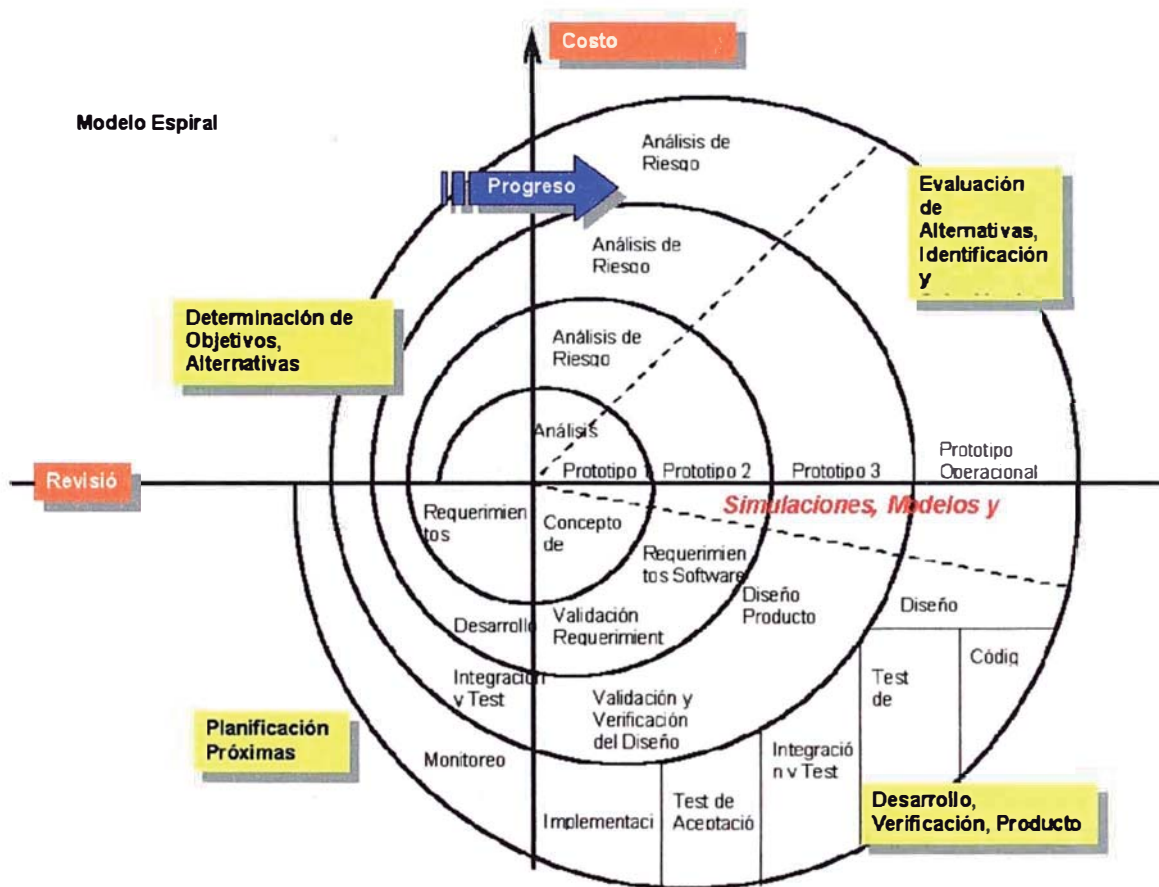 Costo
Modelo Espiral
Análisis de
Riesgo
Progreso
Evaluación
de
Alternativas,
Identificación
y
Análisis de
Riesgo
Determinación de
Objetivos,
Alternativas
Análisis de
Riesgo
Análisis
Prototipo 1
Prototipo 2
Prototipo 3
Prototipo
Operacional
Revisió
Simulaciones, Modelos y
Requerimien
tos
Concepto
de
Requerimien
tos Software
Diseño
Producto
Diseño
Desarrollo
Validación
Requerimient
Códig
Test
de
Integración
y Test
Validación y
Verificación
del Diseño
Planificación
Próximas
Monitoreo
Integració
n y Test
Implementaci
Test de
Aceptació
Desarrollo,
Verificación, Producto